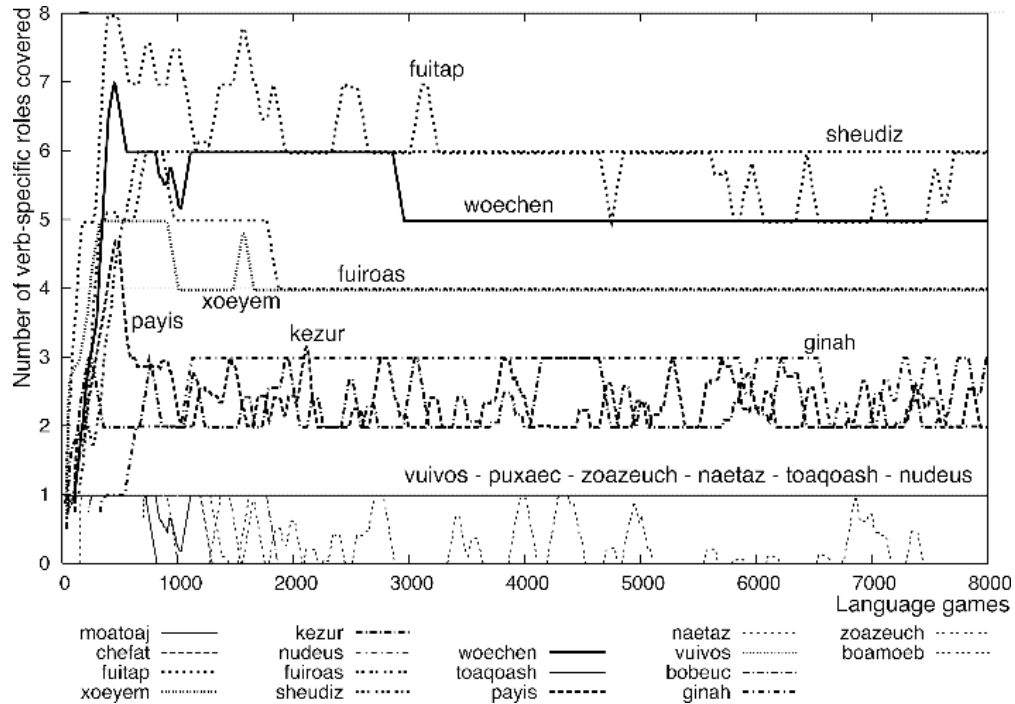 Number of verb-specific roles covered
8
7
6
5
4
3
2
1
0
fuitap
sheudiz
woechen
fuiroas
xoeyem
payis
kezur
ginah
vuivos - puxaec - zoazeuch - naetaz - toaqoash - nudeus
0 1000 2000 3000 4000 5000 6000 7000 8000
Language games
moatoaj kezur naetaz zoazeuch
chefat nudeus woechen vuivos boamoeb
fuitap fuiroas toaqoash bobeuc
xoeyem sheudiz payis ginah